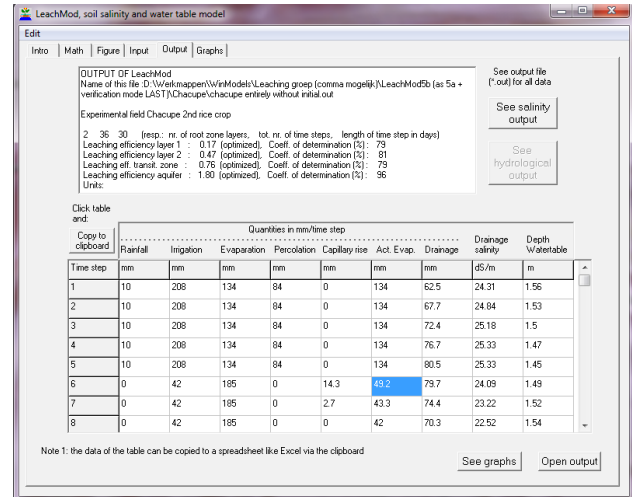 LeachMod, soil salinity and water table model
Edit
Intro Math Figure Input Output Graphs
OUTPUT OF LeachMod
Name of this file :D:\Werkmappen\WinModels\Leaching groep (comma mogelijk)\LeachMod5b (as 5a +
verification mode LAST)\Chacupe\chacupe entirely without initial.out
Experimental field Chacupe 2nd rice crop
2 36 30 (resp.: nr. of root zone layers, tot. nr. of time steps, length of time step in days)
Leaching efficiency layer 1 : 0.17 (optimized), Coeff. of determination (%) : 79
Leaching efficiency layer 2 : 0.47 (optimized), Coeff. of determination (%) : 81
Leaching eff. transit. zone : 0.76 (optimized), Coeff. of determination (%) : 79
Leaching efficiency aquifer : 1.80 (optimized), Coeff. of determination (%) : 96
Units:
See output file
(*.out) for all data
See salinity
output
See
hydrological
output
Click table
and:
Copy to
clipboard
Quantities in mm/time step
Rainfall Irrigation Evaparation Percolation Capillary rise Act. Evap. Drainage Drainage salinity Depth Watertable
Time step mm mm mm mm mm mm mm dS/m m
1 10 208 134 84 0 134 62.5 24.31 1.56
2 10 208 134 84 0 134 67.7 24.84 1.53
3 10 208 134 84 0 134 72.4 25.18 1.5
4 10 208 134 84 0 134 76.7 25.33 1.47
5 10 208 134 84 0 134 80.5 25.33 1.45
6 0 42 185 0 14.3 49.2 79.7 24.09 1.49
7 0 42 185 0 2.7 43.3 74.4 23.22 1.52
8 0 42 185 0 0 42 70.3 22.52 1.54
Note 1: the data of the table can be copied to a spreadsheet like Excel via the clipboard
See graphs Open output